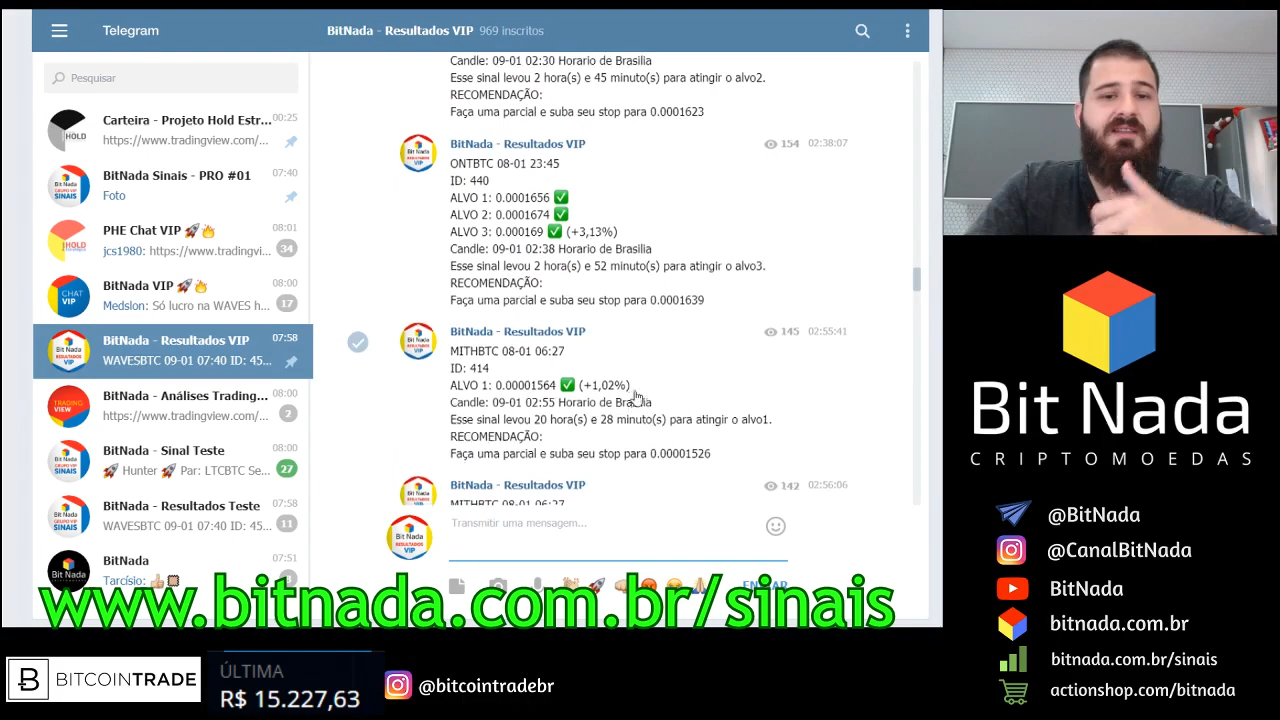 Telegram
BitNada - Resultados VIP 969 inscritos
Pesquisar
Carteira - Projeto Hold Estr... 00:25
https://www.tradingview.com/...
BitNada Sinais - PRO #01 07:40
Foto
PHE Chat VIP 🚀🔥 08:01
jcs1980: https://www.tradingvie... 34
BitNada VIP 🚀🔥 08:00
Medslon: Só lucro na WAVES h... 17
BitNada - Resultados VIP 07:58
WAVESBTC 09-01 07:40 ID: 45...
BitNada - Análises Trading... 
https://www.tradingview.com/... 2
BitNada - Sinal Teste 08:00
🚀 Hunter 🚀 Par: LTCBTC Se... 27
BitNada - Resultados Teste 07:58
WAVESBTC 09-01 07:40 ID: 45... 11
BitNada 07:51
Tarcísio:
Candle: 09-01 02:30 Horario de Brasilia
Esse sinal levou 2 hora(s) e 45 minuto(s) para atingir o alvo2.
RECOMENDAÇÃO:
Faça uma parcial e suba seu stop para 0.0001623
BitNada - Resultados VIP 154 02:38:07
ONTBTC 08-01 23:45
ID: 440
ALVO 1: 0.0001656 ✅
ALVO 2: 0.0001674 ✅
ALVO 3: 0.000169 ✅ (+3,13%)
Candle: 09-01 02:38 Horario de Brasilia
Esse sinal levou 2 hora(s) e 52 minuto(s) para atingir o alvo3.
RECOMENDAÇÃO:
Faça uma parcial e suba seu stop para 0.0001639
BitNada - Resultados VIP 145 02:55:41
MITHBTC 08-01 06:27
ID: 414
ALVO 1: 0.00001564 ✅ (+1,02%)
Candle: 09-01 02:55 Horario de Brasilia
Esse sinal levou 20 hora(s) e 28 minuto(s) para atingir o alvo1.
RECOMENDAÇÃO:
Faça uma parcial e suba seu stop para 0.00001526
BitNada - Resultados VIP 142 02:56:06
MITHBTC 08-01 06:27
Transmitir uma mensagem...
ENVIAR
www.bitnada.com.br/sinais
BITCOINTRADE
ÚLTIMA
R$ 15.227,63
@bitcointradebr
Bit Nada
CRIPTOMOEDAS
@BitNada
@CanalBitNada
BitNada
bitnada.com.br
bitnada.com.br/sinais
actionshop.com/bitnada